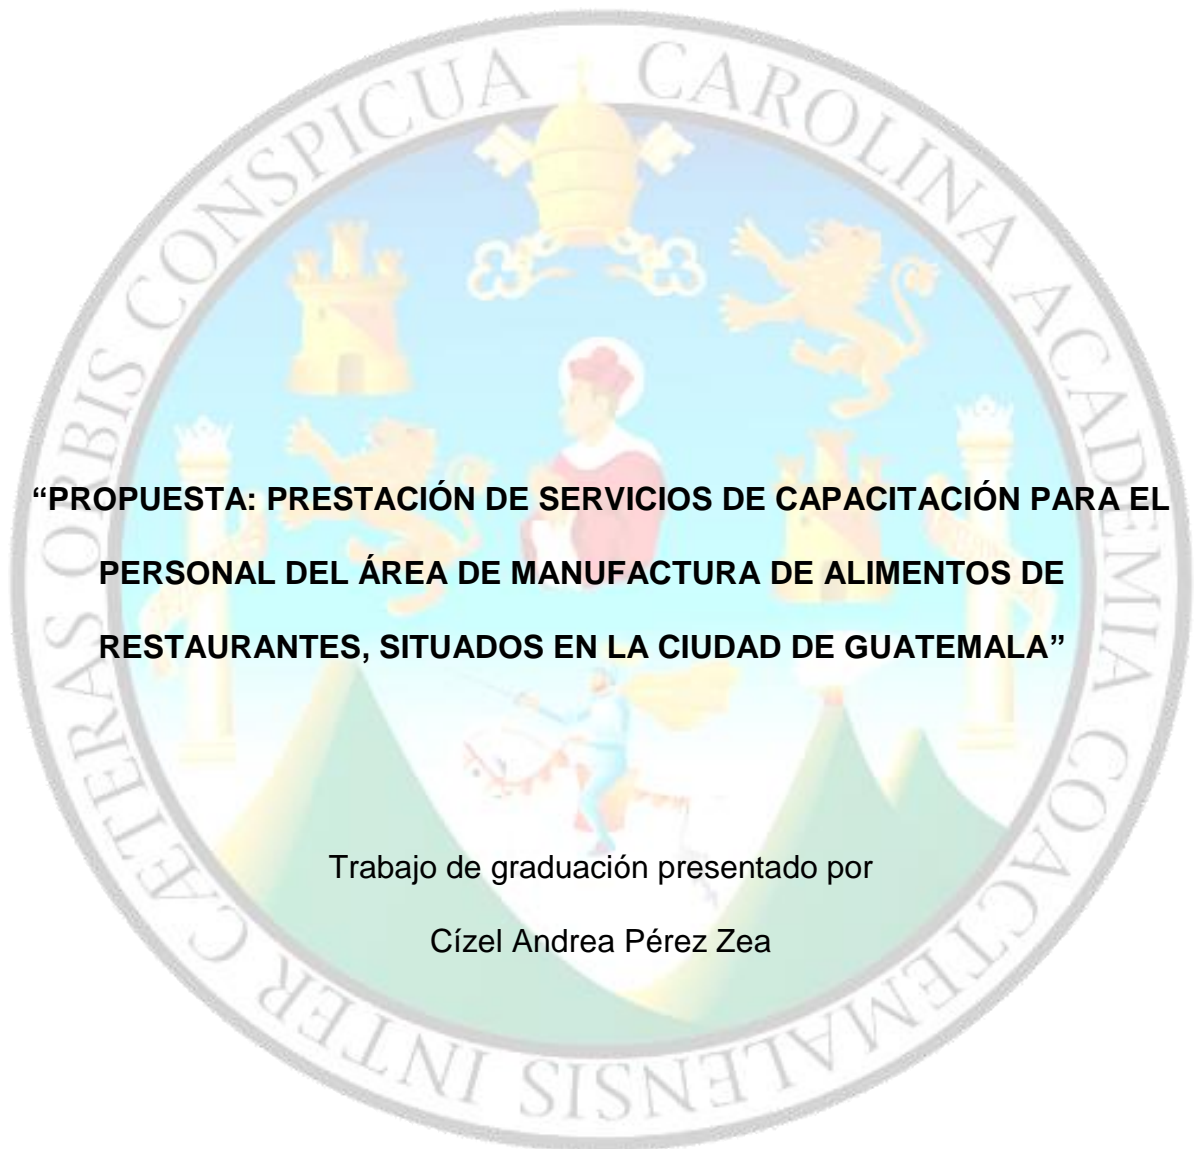 CAROLINA ACADEMIA COACTEMALENSIS INTER CÆTERAS ORBIS CONSPICUA
“PROPUESTA: PRESTACIÓN DE SERVICIOS DE CAPACITACIÓN PARA EL
PERSONAL DEL ÁREA DE MANUFACTURA DE ALIMENTOS DE
RESTAURANTES, SITUADOS EN LA CIUDAD DE GUATEMALA”
Trabajo de graduación presentado por
Cízel Andrea Pérez Zea